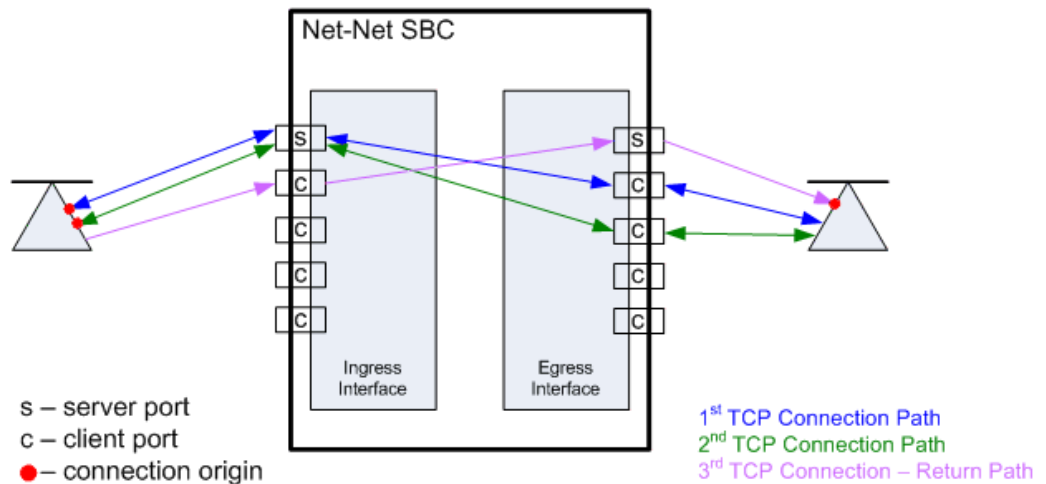 Net-Net SBC
S
S
C
C
C
C
C
C
C
C
Ingress
Interface
Egress
Interface
s – server port
c – client port
– connection origin
1st TCP Connection Path
2nd TCP Connection Path
3rd TCP Connection – Return Path